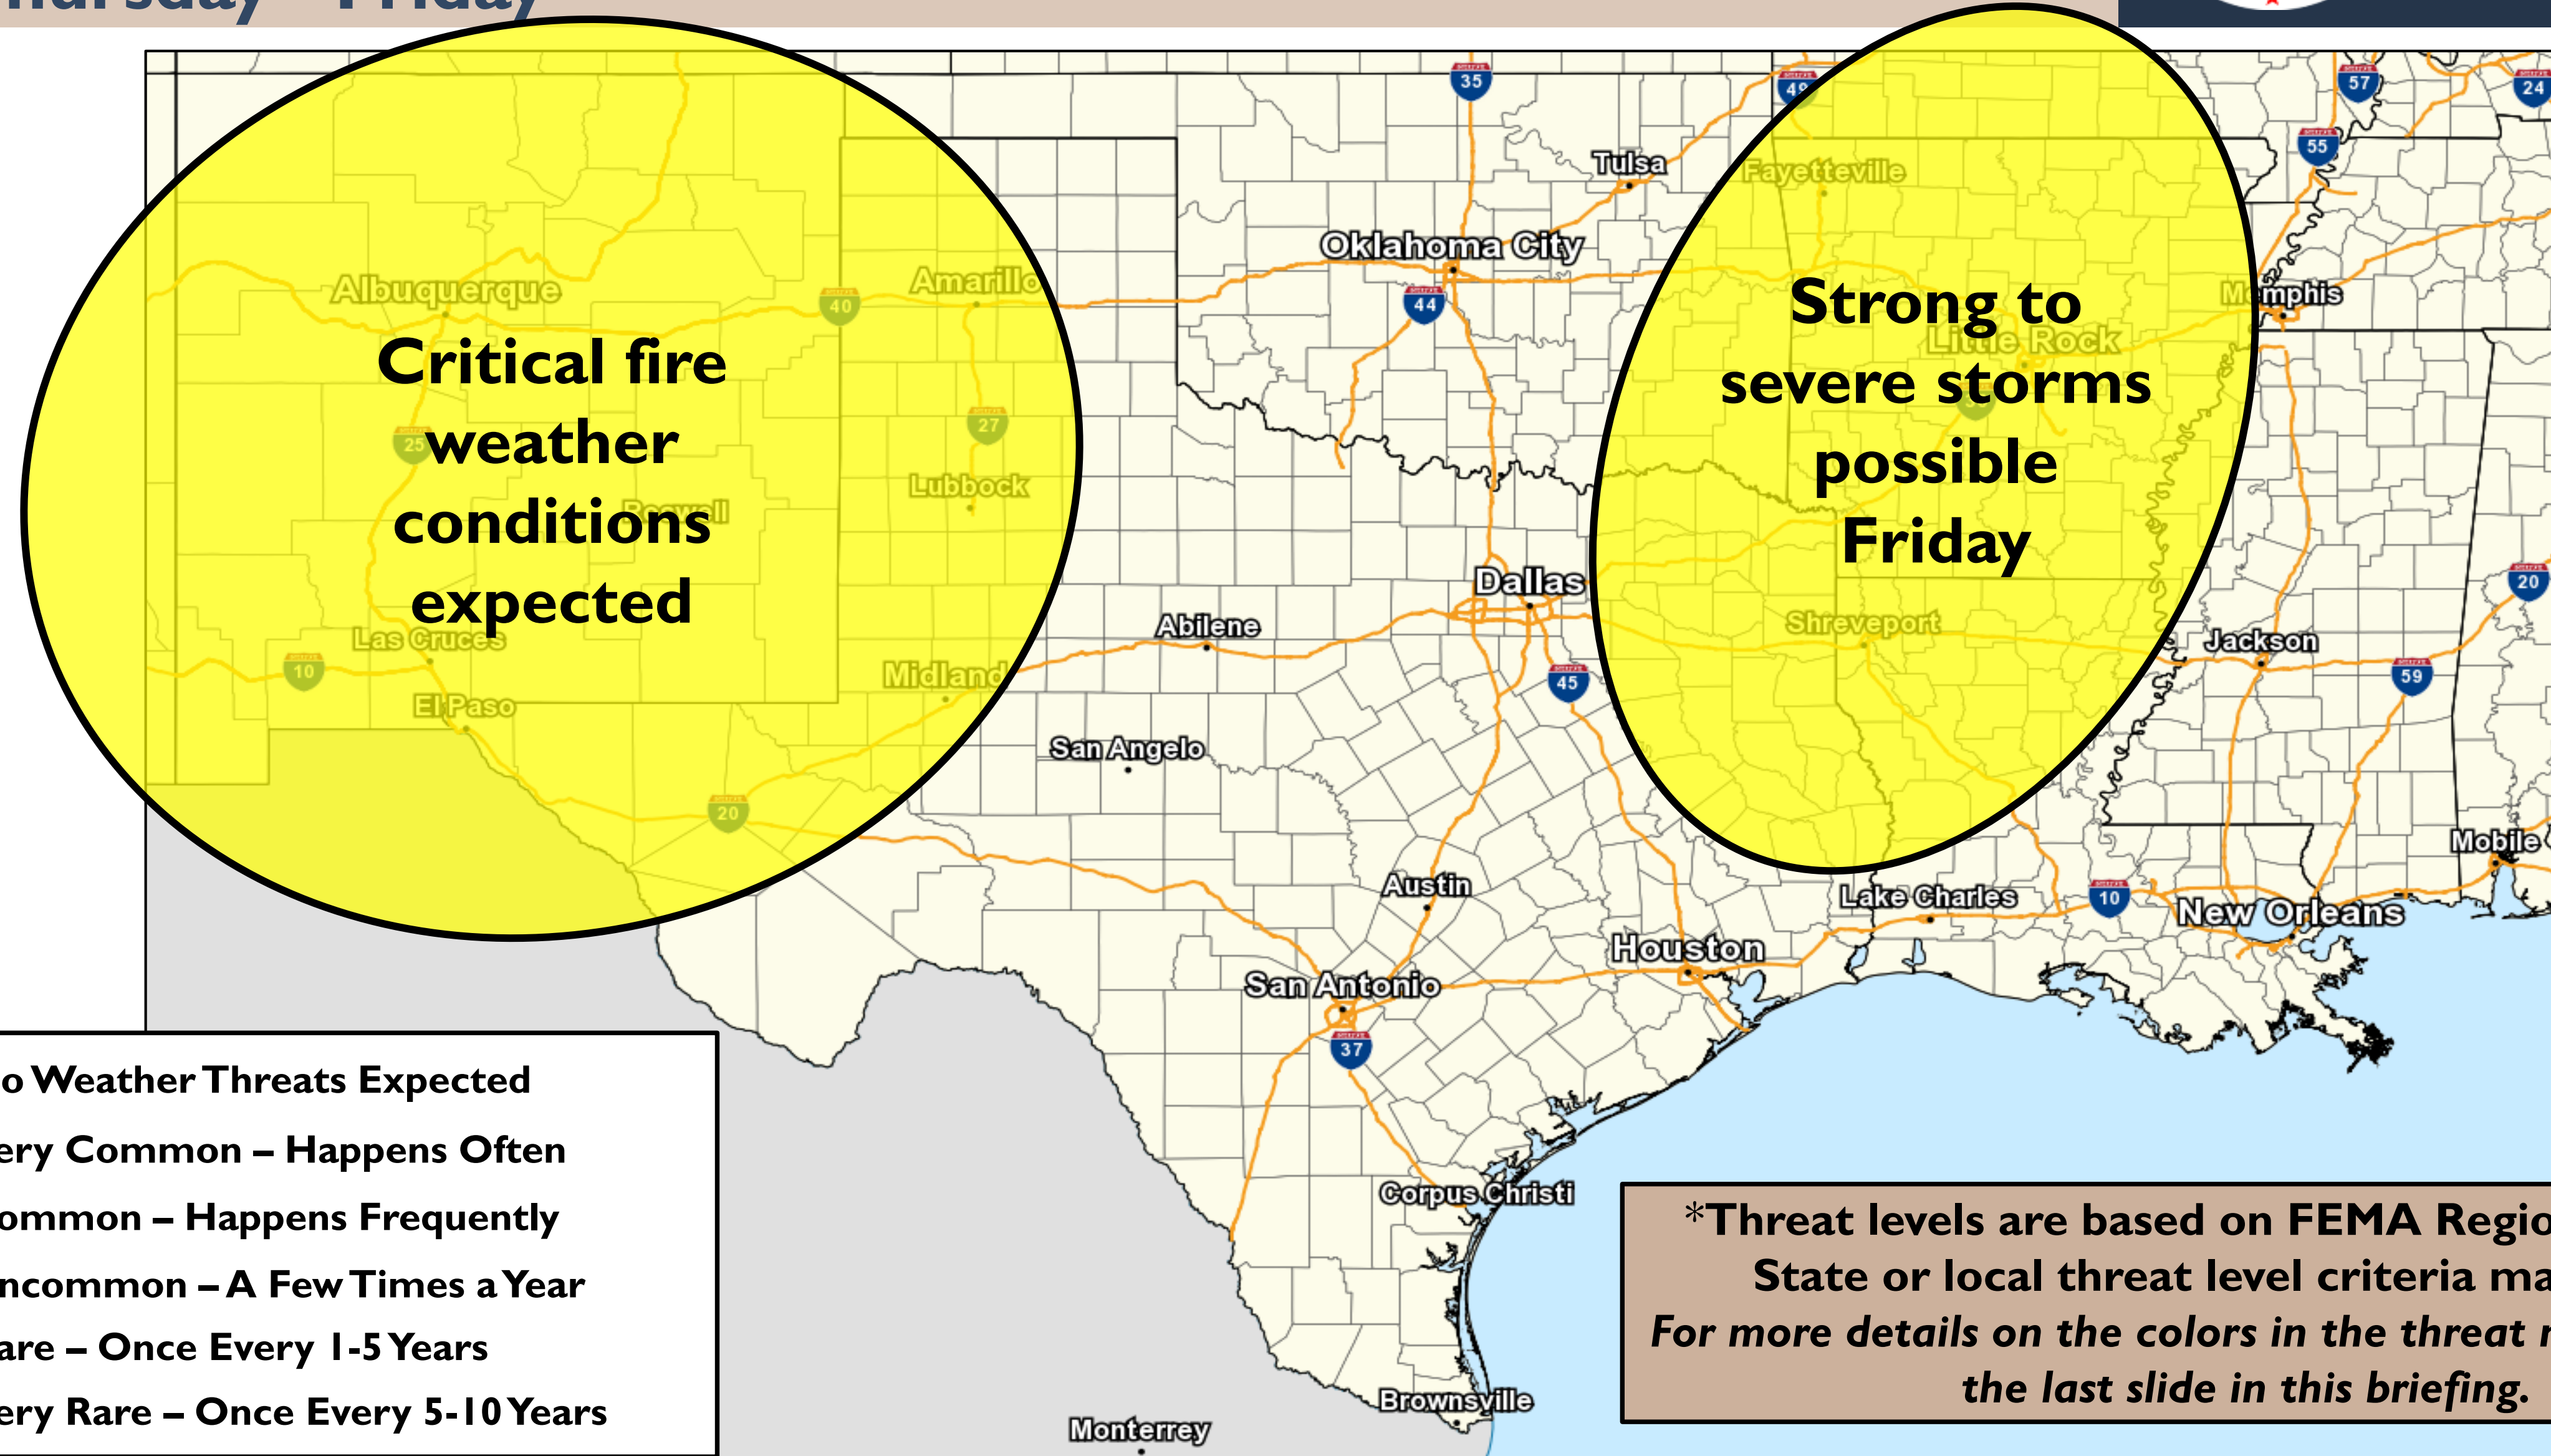 Thursday - Friday
35
49
57
24
55
Tulsa
Fayetteville
Oklahoma City
Albuquerque
40
Amarillo
44
Memphis
Little Rock
Strong to
severe storms
possible
Friday
Critical fire
weather
conditions
expected
25
27
Roswell
Lubbock
Dallas
20
Abilene
Shreveport
Jackson
Las Cruces
10
Midland
45
59
El Paso
San Angelo
20
Mobile
Austin
Lake Charles
10
New Orleans
Houston
San Antonio
37
Corpus Christi
Brownsville
Monterrey
o Weather Threats Expected
ery Common – Happens Often
ommon – Happens Frequently
ncommon – A Few Times a Year
are – Once Every 1-5 Years
ery Rare – Once Every 5-10 Years
*Threat levels are based on FEMA Regio
State or local threat level criteria ma
For more details on the colors in the threat
the last slide in this briefing.